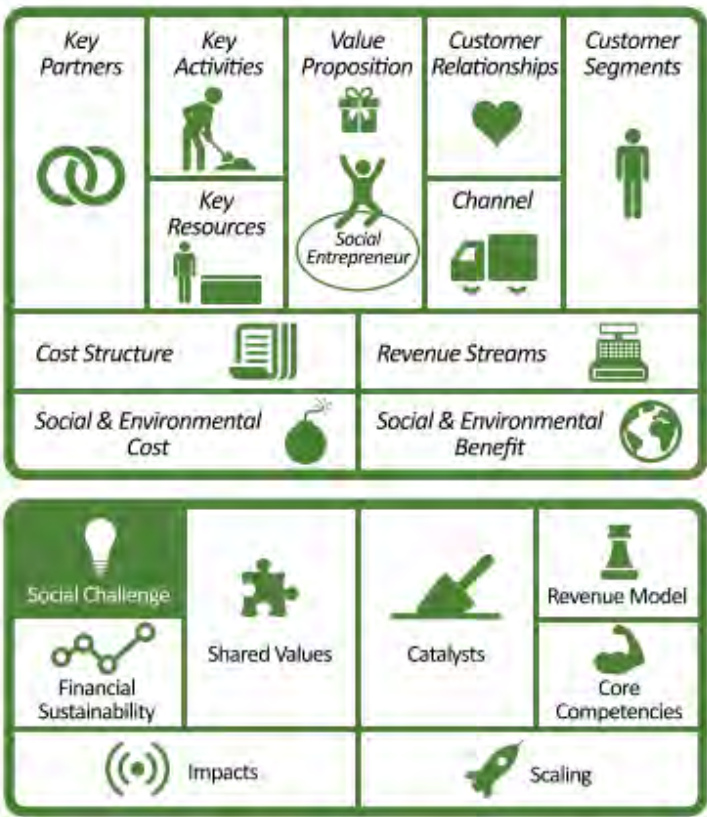 Key
Partners
Key
Activities
Value
Proposition
Customer
Relationships
Customer
Segments
Key
Resources
Social
Entrepreneur
Channel
Cost Structure
Revenue Streams
Social & Environmental
Cost
Social & Environmental
Benefit
Social Challenge
Shared Values
Catalysts
Revenue Model
Financial
Sustainability
Core
Competencies
Impacts
Scaling